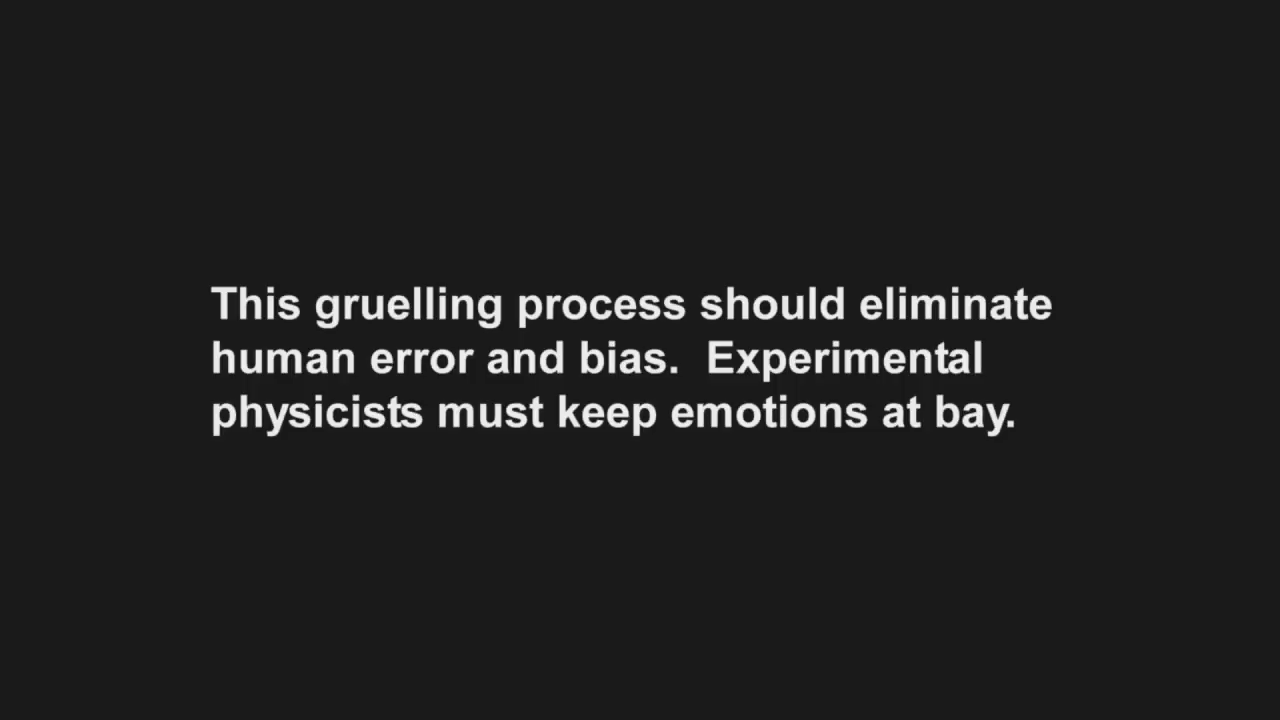 This gruelling process should eliminate
human error and bias.  Experimental
physicists must keep emotions at bay.